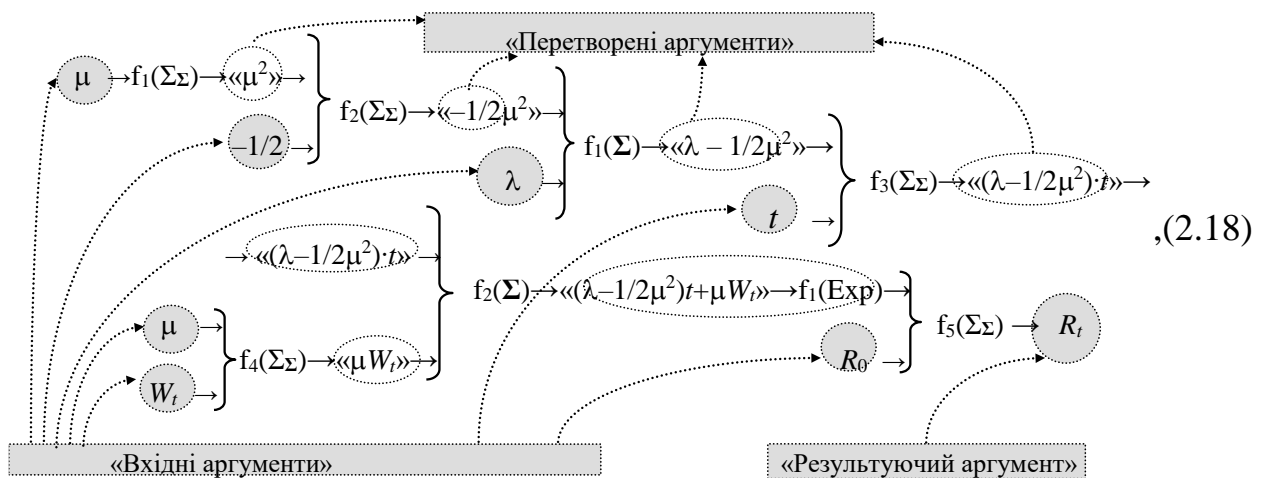 «Перетворені аргументи»
μ →f₁(ΣΣ)→«μ²»→
–1/2 →
f₂(ΣΣ)→«–1/2μ²»→
λ →
f₁(Σ)→«λ – 1/2μ²»→
t →
f₃(ΣΣ)→«(λ–1/2μ²)·t»→
,(2.18)
→ «(λ–1/2μ²)·t»→
μ →
Wₜ →
f₄(ΣΣ)→«μWₜ»→
f₂(Σ)→«(λ–1/2μ²)t+μWₜ»→f₁(Exp)→
R₀ →
f₅(ΣΣ) → Rₜ
«Вхідні аргументи»
«Результуючий аргумент»